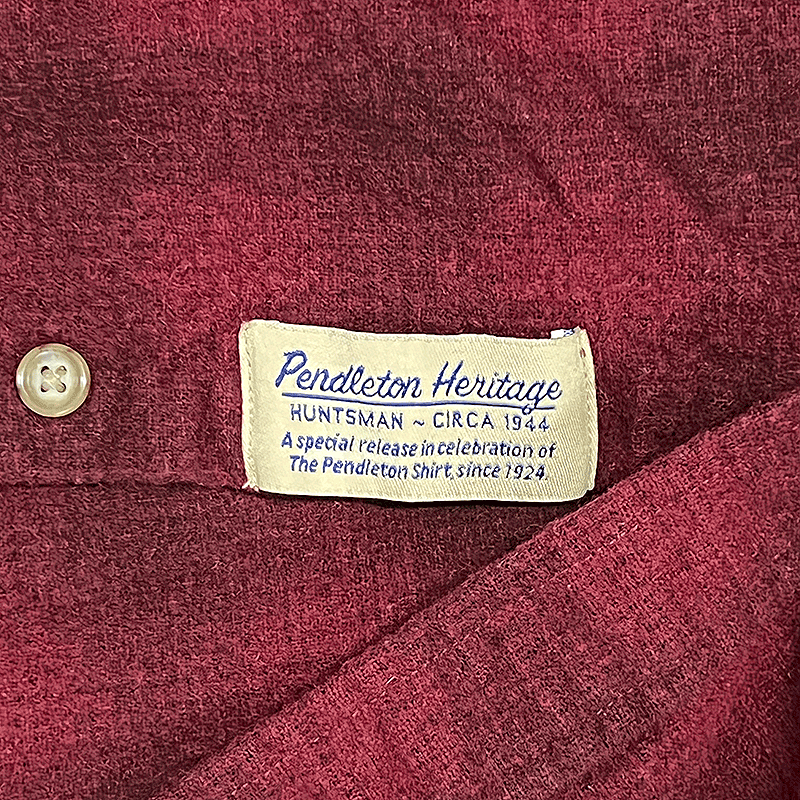 Pendleton Heritage
HUNTSMAN ~ CIRCA 1944
A special release in celebration of
The Pendleton Shirt, since 1924.